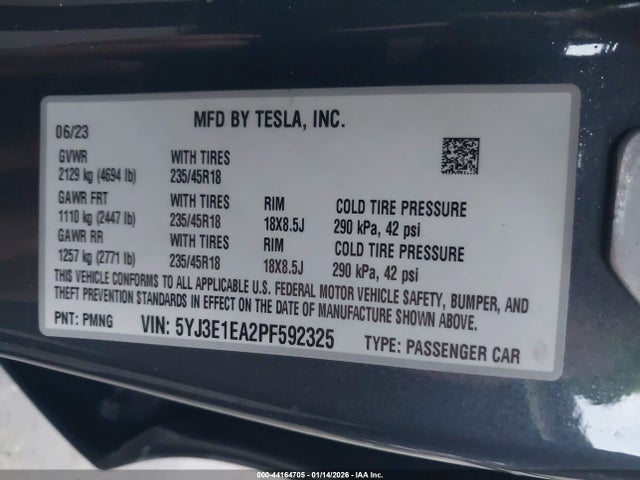 MFD BY TESLA, INC.
06/23
GVWR WITH TIRES
2129 kg (4694 lb) 235/45R18
GAWR FRT WITH TIRES RIM COLD TIRE PRESSURE
1110 kg (2447 lb) 235/45R18 18X8.5J 290 kPa, 42 psi
GAWR RR WITH TIRES RIM COLD TIRE PRESSURE
1257 kg (2771 lb) 235/45R18 18X8.5J 290 kPa, 42 psi
THIS VEHICLE CONFORMS TO ALL APPLICABLE U.S. FEDERAL MOTOR VEHICLE SAFETY, BUMPER, AND
THEFT PREVENTION STANDARDS IN EFFECT ON THE DATE OF MANUFACTURE SHOWN ABOVE.
PNT: PMNG VIN: 5YJ3E1EA2PF592325 TYPE: PASSENGER CAR
000-44164705 - 01/14/2026 - IAA Inc.